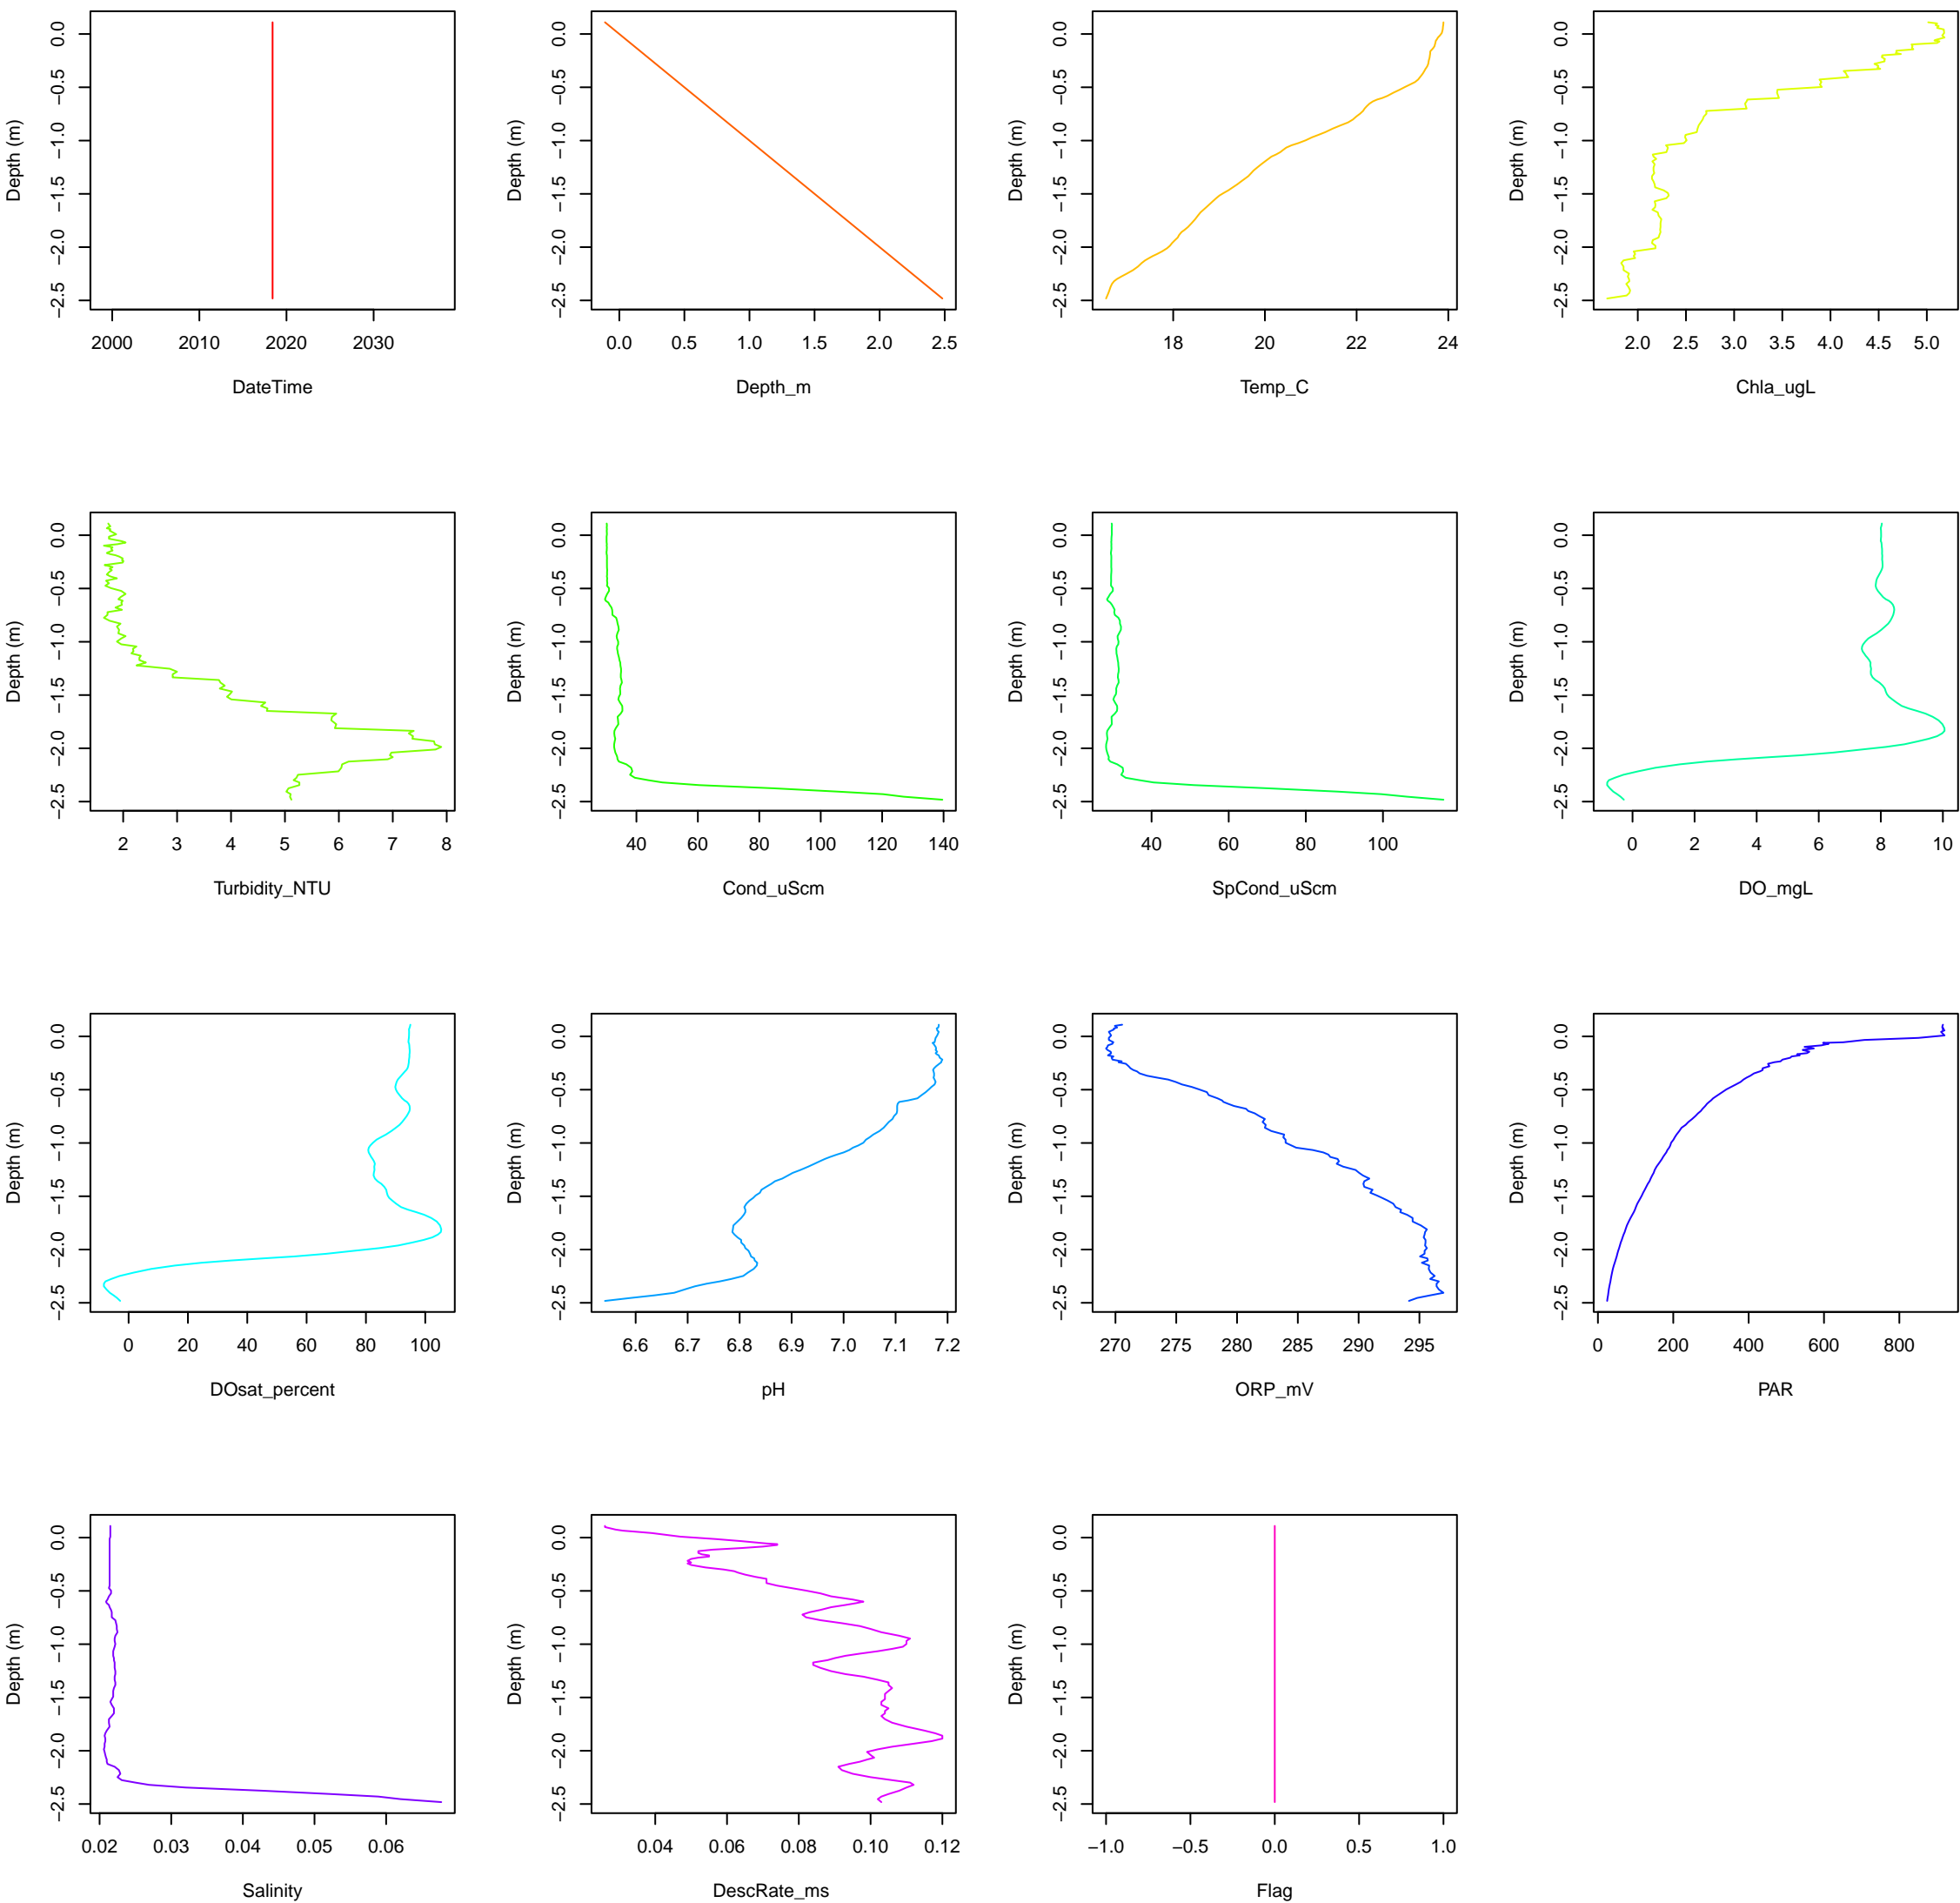 Depth (m)
0.0
−0.5
−1.0
−1.5
−2.0
−2.5
2000 2010 2020 2030
DateTime
Depth (m)
0.0
−0.5
−1.0
−1.5
−2.0
−2.5
0.0 0.5 1.0 1.5 2.0 2.5
Depth_m
Depth (m)
0.0
−0.5
−1.0
−1.5
−2.0
−2.5
18 20 22 24
Temp_C
Depth (m)
0.0
−0.5
−1.0
−1.5
−2.0
−2.5
2.0 2.5 3.0 3.5 4.0 4.5 5.0
Chla_ugL
Depth (m)
0.0
−0.5
−1.0
−1.5
−2.0
−2.5
2 3 4 5 6 7 8
Turbidity_NTU
Depth (m)
0.0
−0.5
−1.0
−1.5
−2.0
−2.5
40 60 80 100 120 140
Cond_uScm
Depth (m)
0.0
−0.5
−1.0
−1.5
−2.0
−2.5
40 60 80 100
SpCond_uScm
Depth (m)
0.0
−0.5
−1.0
−1.5
−2.0
−2.5
0 2 4 6 8 10
DO_mgL
Depth (m)
0.0
−0.5
−1.0
−1.5
−2.0
−2.5
0 20 40 60 80 100
DOsat_percent
Depth (m)
0.0
−0.5
−1.0
−1.5
−2.0
−2.5
6.6 6.7 6.8 6.9 7.0 7.1 7.2
pH
Depth (m)
0.0
−0.5
−1.0
−1.5
−2.0
−2.5
270 275 280 285 290 295
ORP_mV
Depth (m)
0.0
−0.5
−1.0
−1.5
−2.0
−2.5
0 200 400 600 800
PAR
Depth (m)
0.0
−0.5
−1.0
−1.5
−2.0
−2.5
0.02 0.03 0.04 0.05 0.06
Salinity
Depth (m)
0.0
−0.5
−1.0
−1.5
−2.0
−2.5
0.04 0.06 0.08 0.10 0.12
DescRate_ms
Depth (m)
0.0
−0.5
−1.0
−1.5
−2.0
−2.5
−1.0 −0.5 0.0 0.5 1.0
Flag